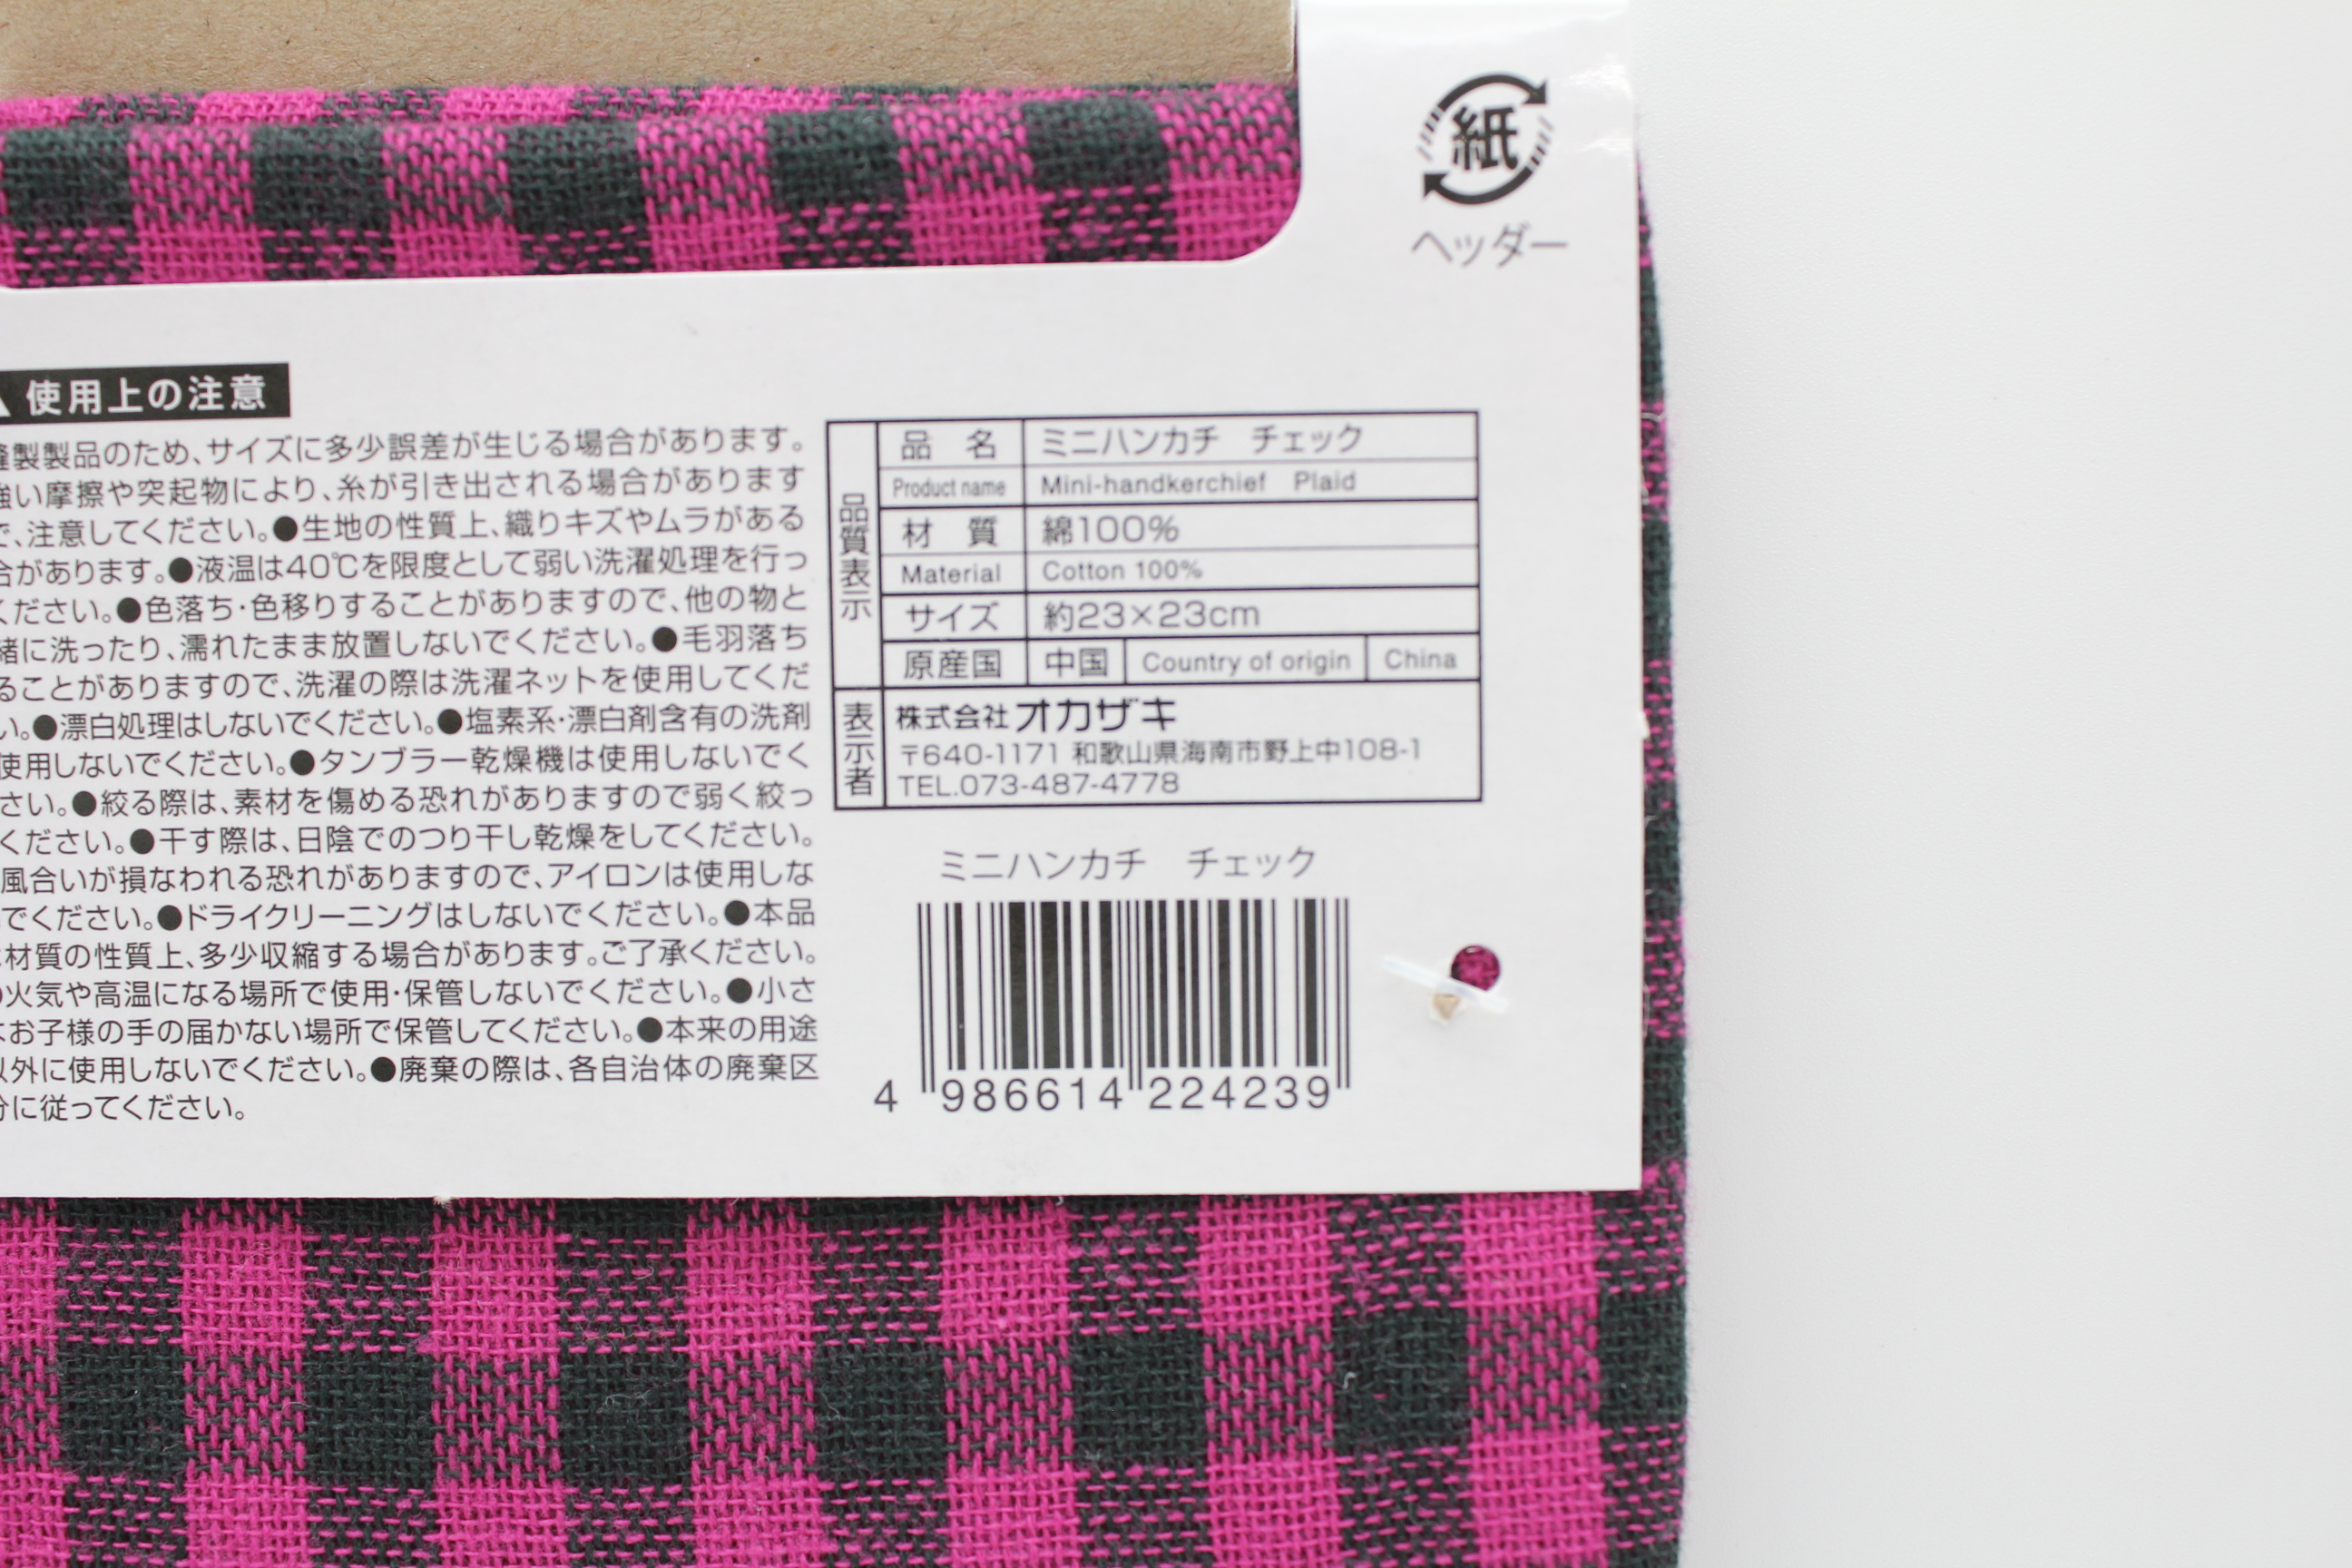 紙
ヘッダー
使用上の注意
縫製製品のため、サイズに多少誤差が生じる場合があります。
強い摩擦や突起物により、糸が引き出される場合があります
で、注意してください。●生地の性質上、織りキズやムラがある
合があります。●液温は40℃を限度として弱い洗濯処理を行っ
ください。●色落ち・色移りすることがありますので、他の物と
緒に洗ったり、濡れたまま放置しないでください。●毛羽落ち
ることがありますので、洗濯の際は洗濯ネットを使用してくだ
い。●漂白処理はしないでください。●塩素系・漂白剤含有の洗剤
使用しないでください。●タンブラー乾燥機は使用しないでく
さい。●絞る際は、素材を傷める恐れがありますので弱く絞っ
ください。●干す際は、日陰でのつり干し乾燥をしてください。
風合いが損なわれる恐れがありますので、アイロンは使用しな
でください。●ドライクリーニングはしないでください。●本品
材質の性質上、多少収縮する場合があります。ご了承ください。
火気や高温になる場所で使用・保管しないでください。●小さ
お子様の手の届かない場所で保管してください。●本来の用途
以外に使用しないでください。●廃棄の際は、各自治体の廃棄区
分に従ってください。
品質表示
品 名 ミニハンカチ チェック
Product name Mini-handkerchief Plaid
材 質 綿100%
Material Cotton 100%
サイズ 約23×23cm
原産国 中国 Country of origin China
表示者
株式会社オカザキ
〒640-1171 和歌山県海南市野上中108-1
TEL.073-487-4778
ミニハンカチ チェック
4 986614 224239